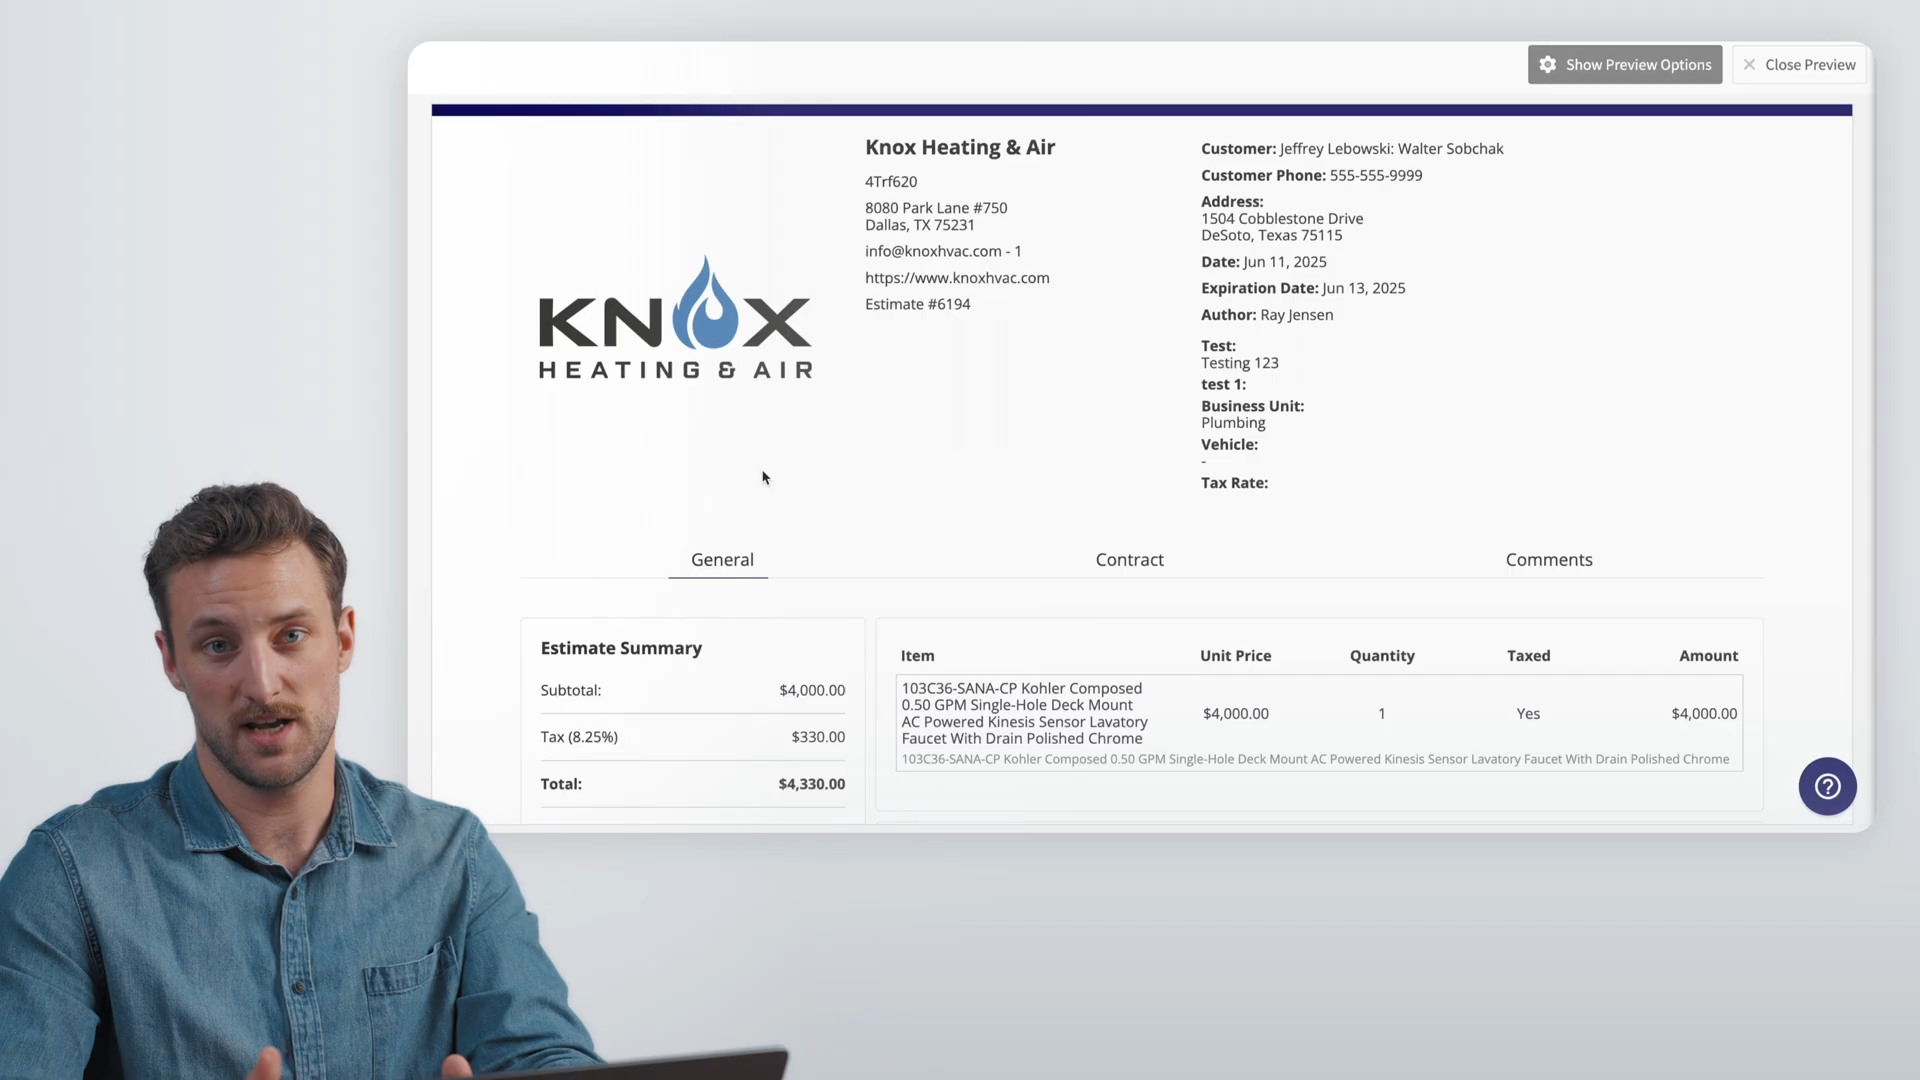 Show Preview Options
Close Preview
KNOX
HEATING & AIR
Knox Heating & Air
4Trf620
8080 Park Lane #750
Dallas, TX 75231
info@knoxhvac.com - 1
https://www.knoxhvac.com
Estimate #6194
Customer: Jeffrey Lebowski: Walter Sobchak
Customer Phone: 555-555-9999
Address:
1504 Cobblestone Drive
DeSoto, Texas 75115
Date: Jun 11, 2025
Expiration Date: Jun 13, 2025
Author: Ray Jensen
Test:
Testing 123
test 1:
Business Unit:
Plumbing
Vehicle:
-
Tax Rate:
General
Contract
Comments
Estimate Summary
Subtotal: $4,000.00
Tax (8.25%) $330.00
Total: $4,330.00
Item Unit Price Quantity Taxed Amount
103C36-SANA-CP Kohler Composed
0.50 GPM Single-Hole Deck Mount
AC Powered Kinesis Sensor Lavatory
Faucet With Drain Polished Chrome
$4,000.00 1 Yes $4,000.00
103C36-SANA-CP Kohler Composed 0.50 GPM Single-Hole Deck Mount AC Powered Kinesis Sensor Lavatory Faucet With Drain Polished Chrome
?